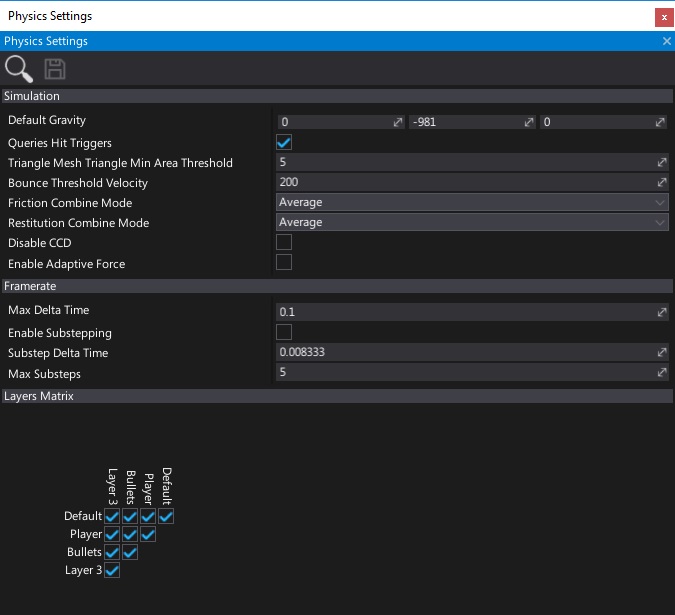 Physics Settings
Physics Settings
Simulation
Default Gravity 0 -981 0
Queries Hit Triggers
Triangle Mesh Triangle Min Area Threshold 5
Bounce Threshold Velocity 200
Friction Combine Mode Average
Restitution Combine Mode Average
Disable CCD
Enable Adaptive Force
Framerate
Max Delta Time 0.1
Enable Substepping
Substep Delta Time 0.008333
Max Substeps 5
Layers Matrix
Layer 3 Bullets Player Default
Default
Player
Bullets
Layer 3